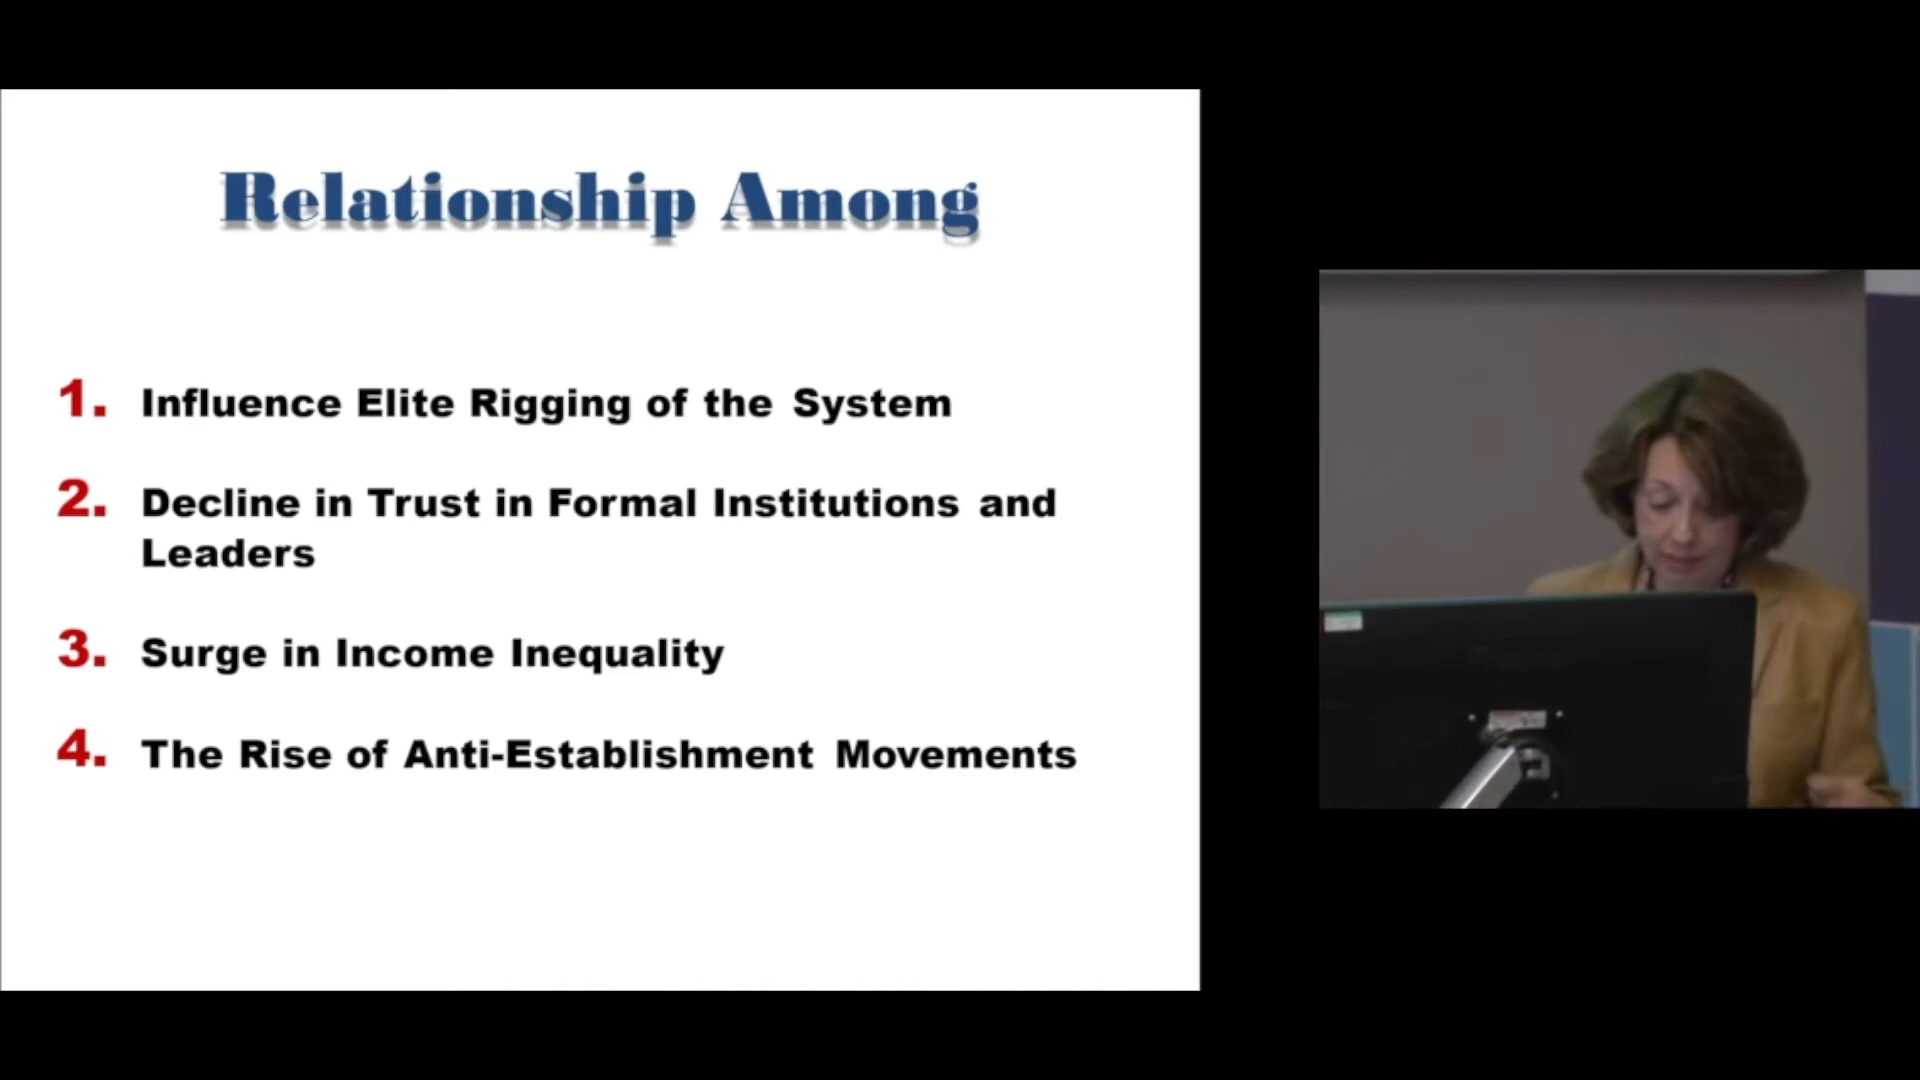 Relationship Among
1. Influence Elite Rigging of the System
2. Decline in Trust in Formal Institutions and
Leaders
3. Surge in Income Inequality
4. The Rise of Anti-Establishment Movements